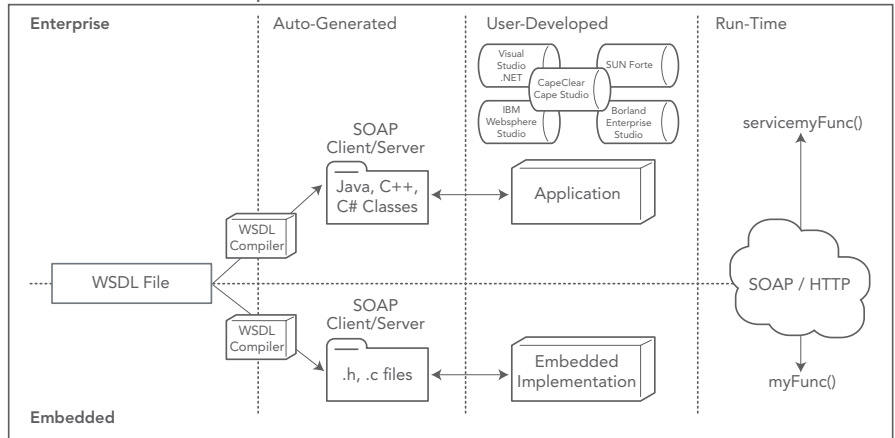 Enterprise
Auto-Generated
User-Developed
Run-Time
Visual
Studio
.NET
SUN Forte
CapeClear
Cape Studio
IBM
Websphere
Studio
Borland
Enterprise
Studio
servicemyFunc()
SOAP
Client/Server
Java, C++,
C# Classes
Application
WSDL
Compiler
WSDL File
SOAP / HTTP
SOAP
Client/Server
WSDL
Compiler
.h, .c files
Embedded
Implementation
myFunc()
Embedded